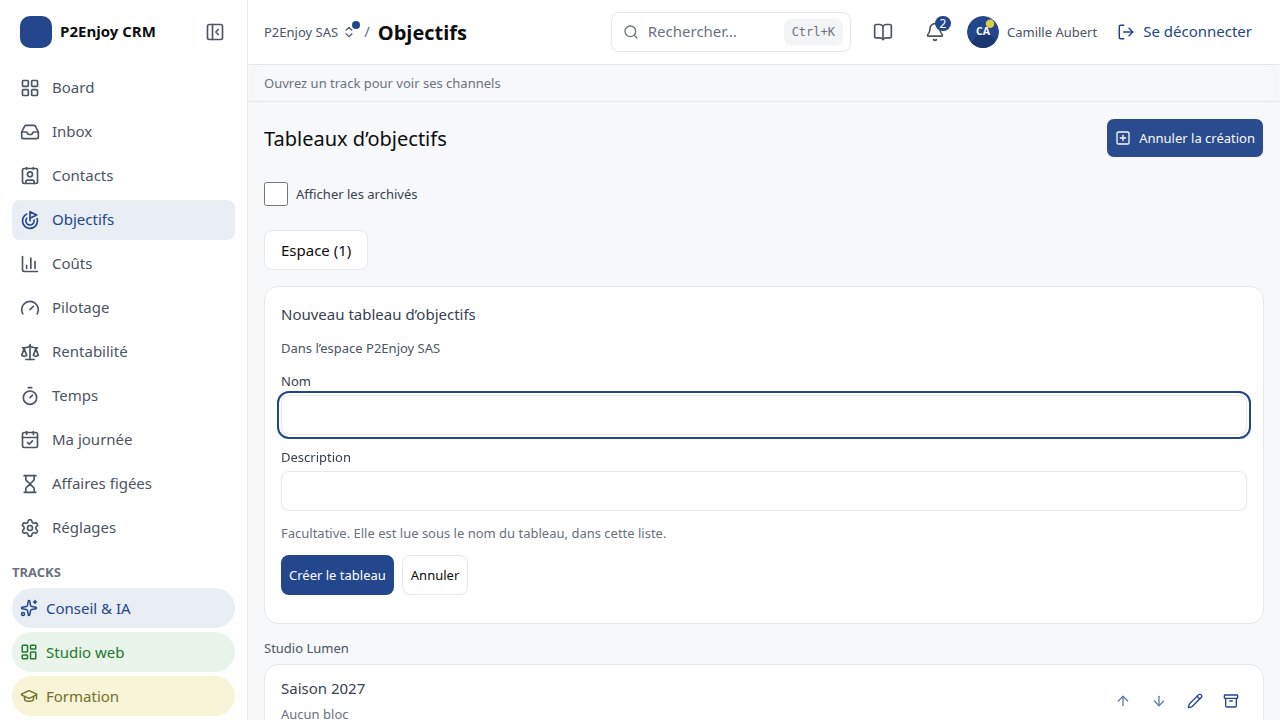 P2Enjoy CRM
Board
Inbox
Contacts
Objectifs
Coûts
Pilotage
Rentabilité
Temps
Ma journée
Affaires figées
Réglages
TRACKS
Conseil & IA
Studio web
Formation
P2Enjoy SAS / Objectifs
Rechercher... Ctrl+K
2
CA Camille Aubert
Se déconnecter
Ouvrez un track pour voir ses channels
Tableaux d’objectifs
Annuler la création
Afficher les archivés
Espace (1)
Nouveau tableau d’objectifs
Dans l’espace P2Enjoy SAS
Nom
Description
Facultative. Elle est lue sous le nom du tableau, dans cette liste.
Créer le tableau Annuler
Studio Lumen
Saison 2027
Aucun bloc